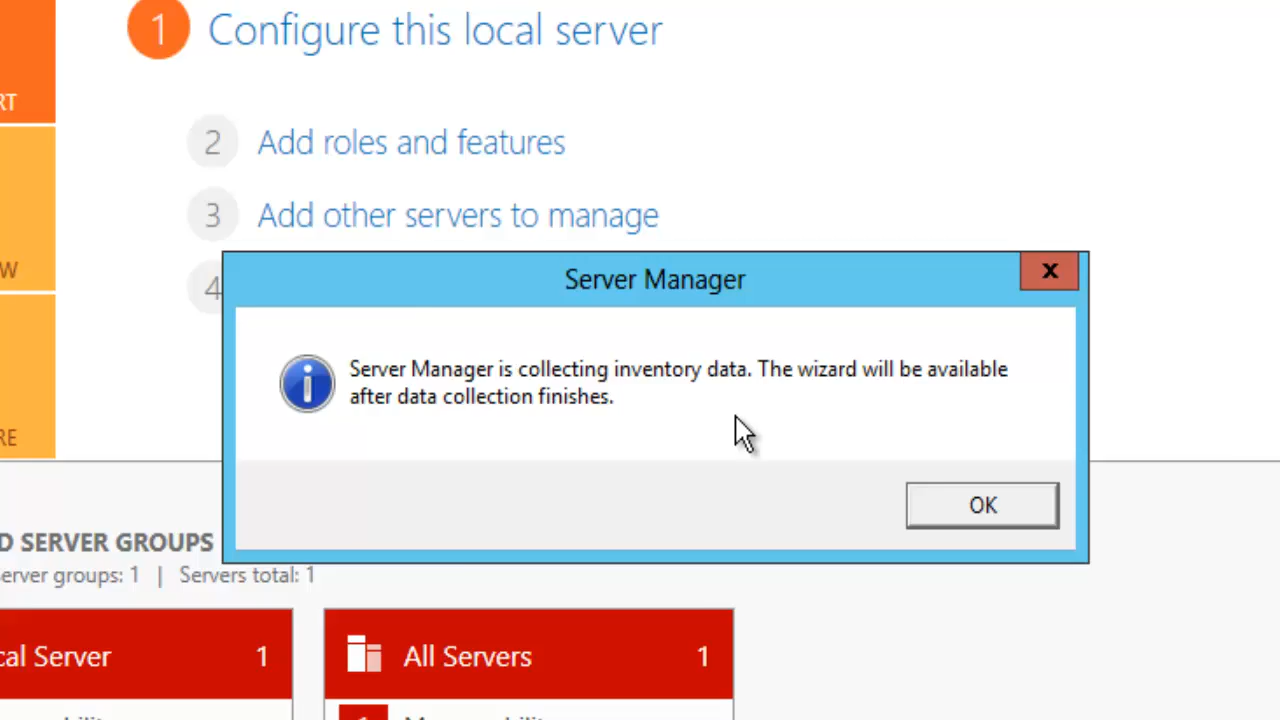 1 Configure this local server
RT
2 Add roles and features
3 Add other servers to manage
W
4
Server Manager
x
Server Manager is collecting inventory data. The wizard will be available
after data collection finishes.
RE
OK
D SERVER GROUPS
erver groups: 1 | Servers total: 1
cal Server 1
All Servers 1